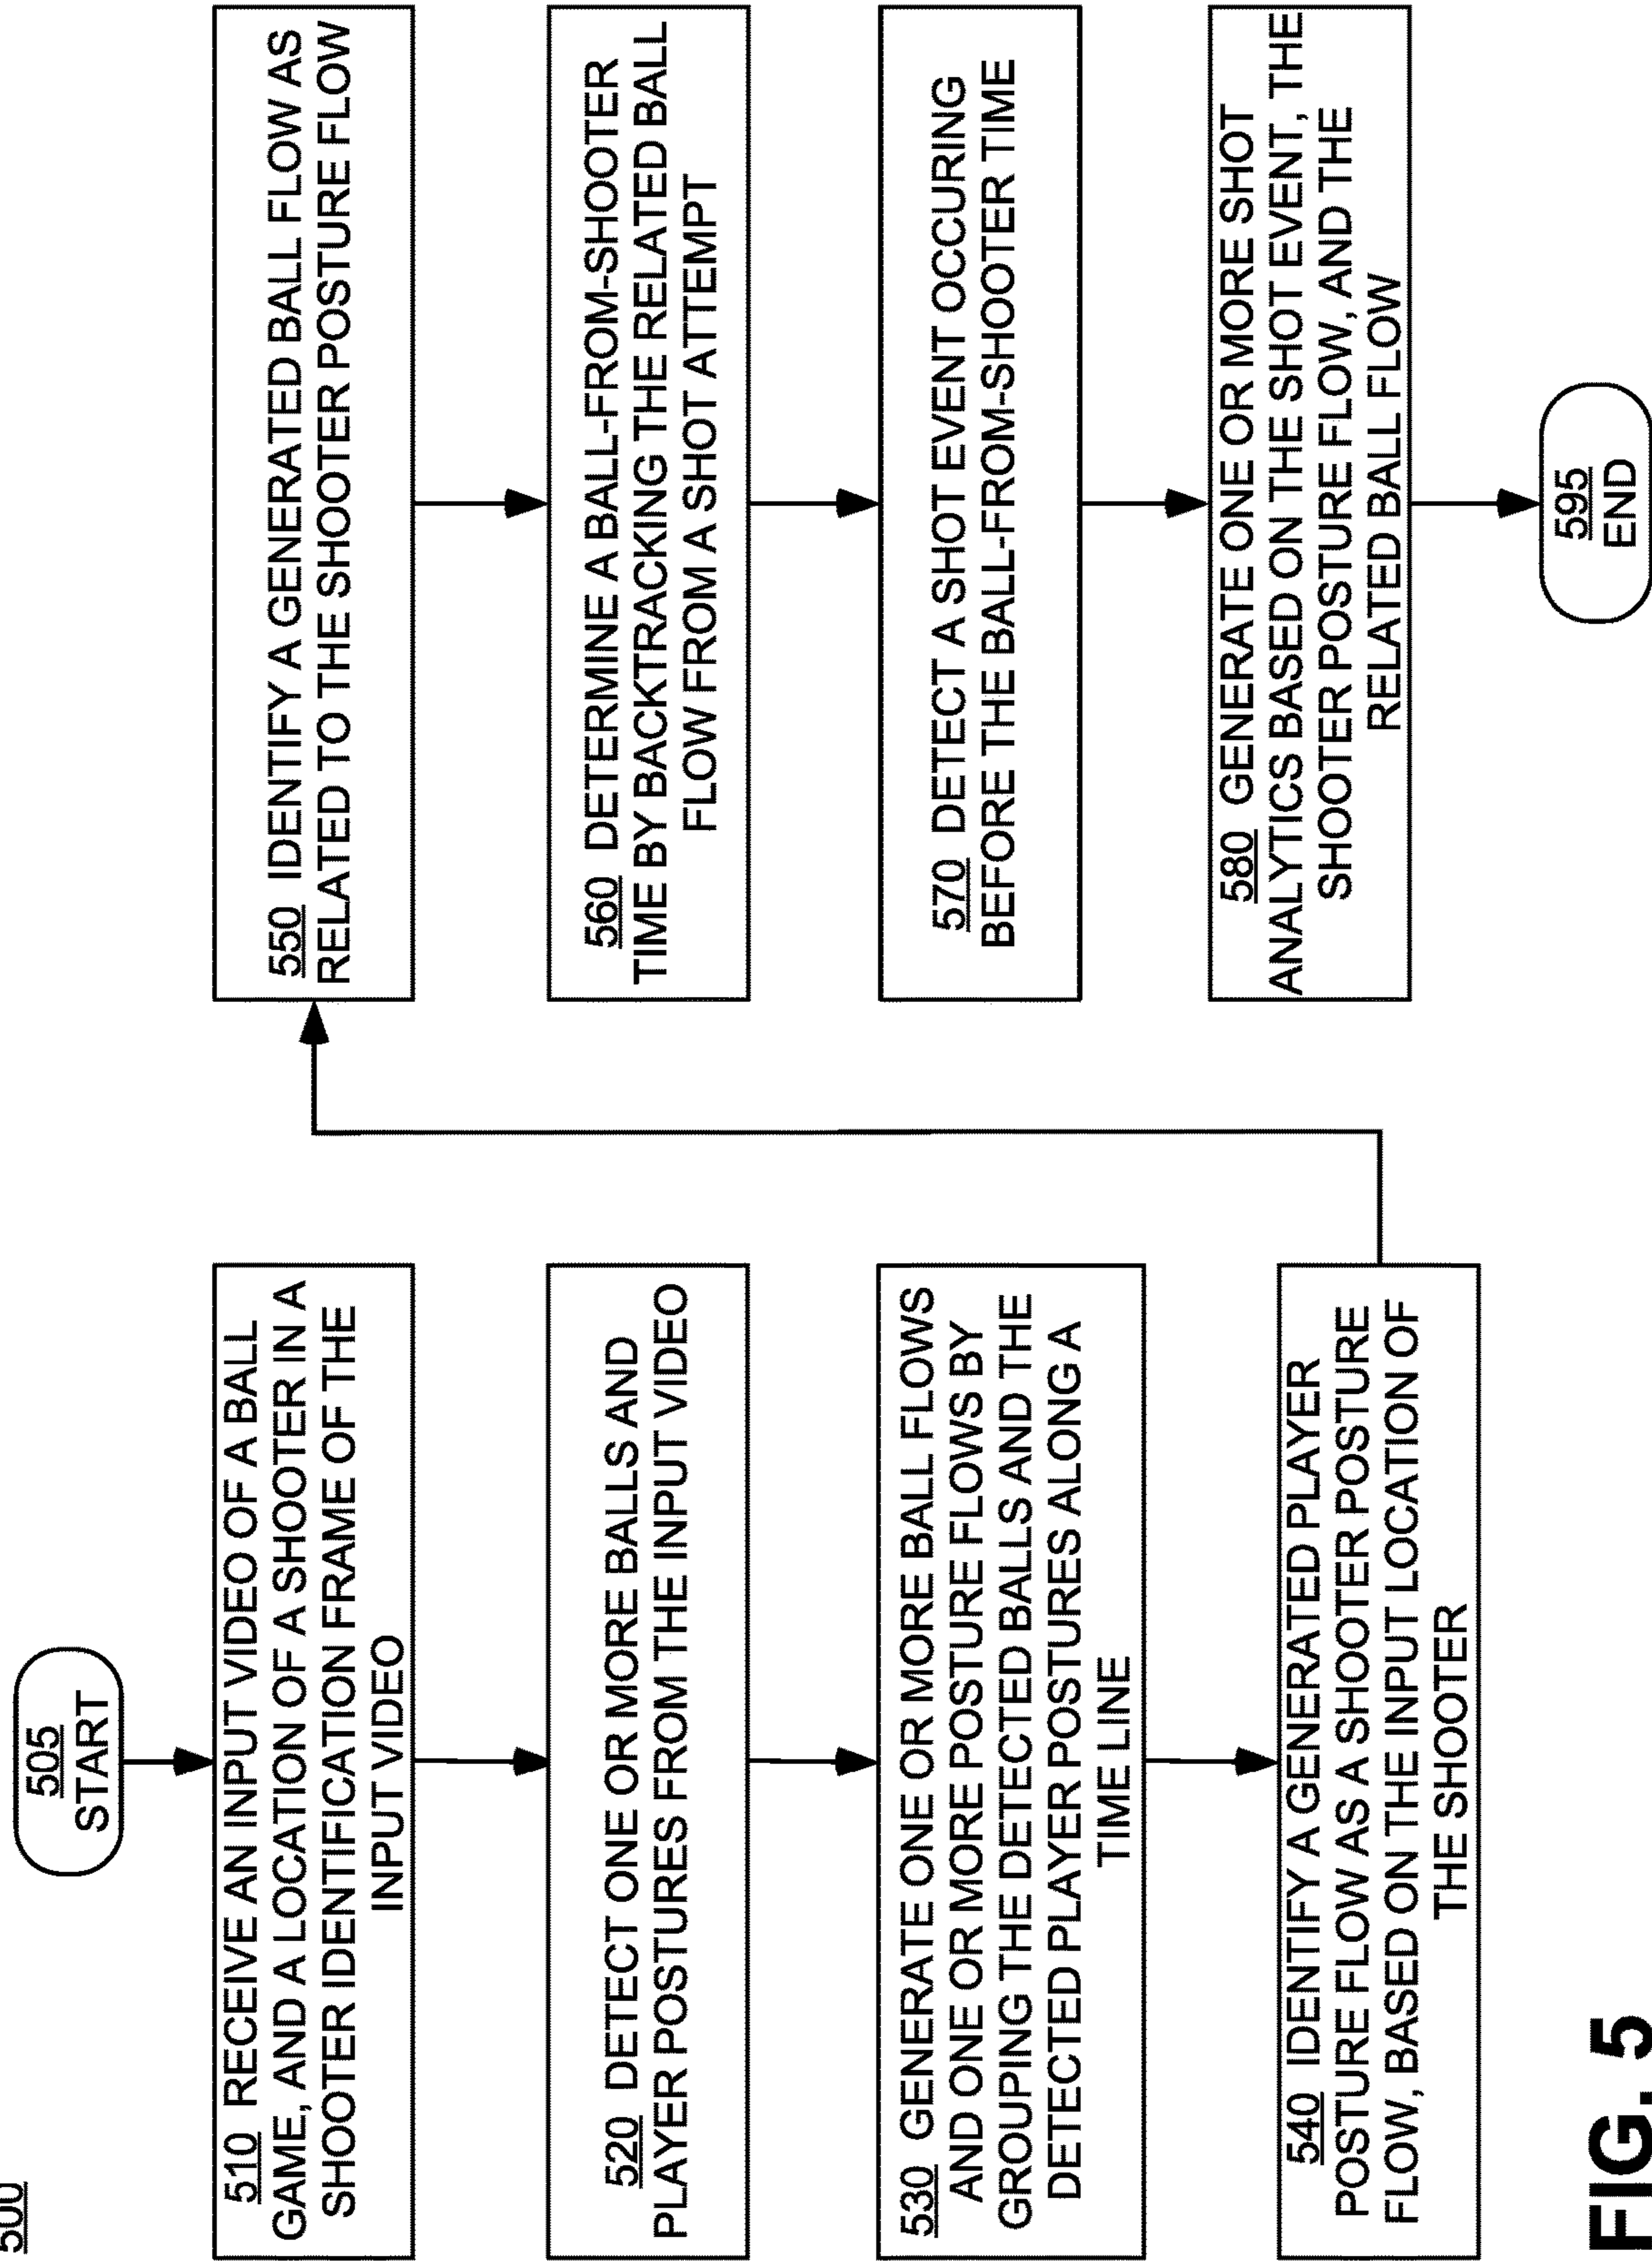 500
505
START
510 RECEIVE AN INPUT VIDEO OF A BALL
GAME, AND A LOCATION OF A SHOOTER IN A
SHOOTER IDENTIFICATION FRAME OF THE
INPUT VIDEO
520 DETECT ONE OR MORE BALLS AND
PLAYER POSTURES FROM THE INPUT VIDEO
530 GENERATE ONE OR MORE BALL FLOWS
AND ONE OR MORE POSTURE FLOWS BY
GROUPING THE DETECTED BALLS AND THE
DETECTED PLAYER POSTURES ALONG A
TIME LINE
540 IDENTIFY A GENERATED PLAYER
POSTURE FLOW AS A SHOOTER POSTURE
FLOW, BASED ON THE INPUT LOCATION OF
THE SHOOTER
550 IDENTIFY A GENERATED BALL FLOW AS
RELATED TO THE SHOOTER POSTURE FLOW
560 DETERMINE A BALL-FROM-SHOOTER
TIME BY BACKTRACKING THE RELATED BALL
FLOW FROM A SHOT ATTEMPT
570 DETECT A SHOT EVENT OCCURING
BEFORE THE BALL-FROM-SHOOTER TIME
580 GENERATE ONE OR MORE SHOT
ANALYTICS BASED ON THE SHOT EVENT, THE
SHOOTER POSTURE FLOW, AND THE
RELATED BALL FLOW
595
END
FIG. 5